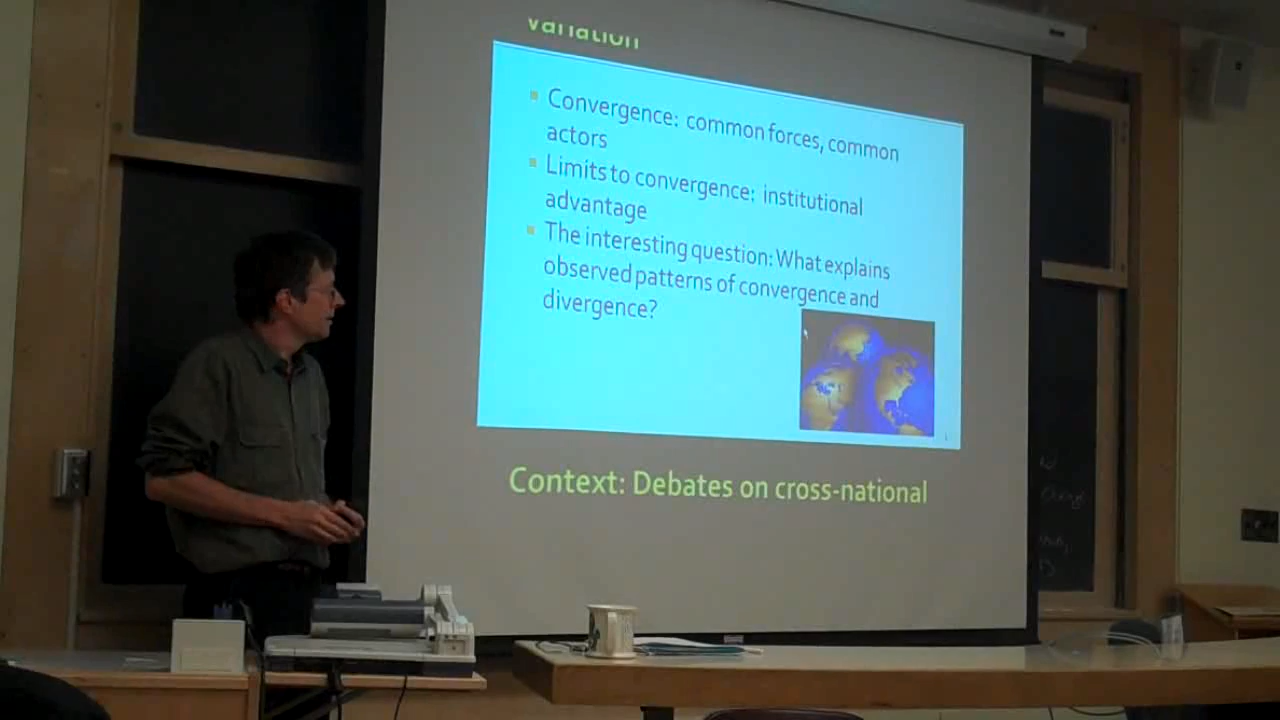 variation
Convergence: common forces, common
actors
Limits to convergence: institutional
advantage
The interesting question: What explains
observed patterns of convergence and
divergence?
Context: Debates on cross-national